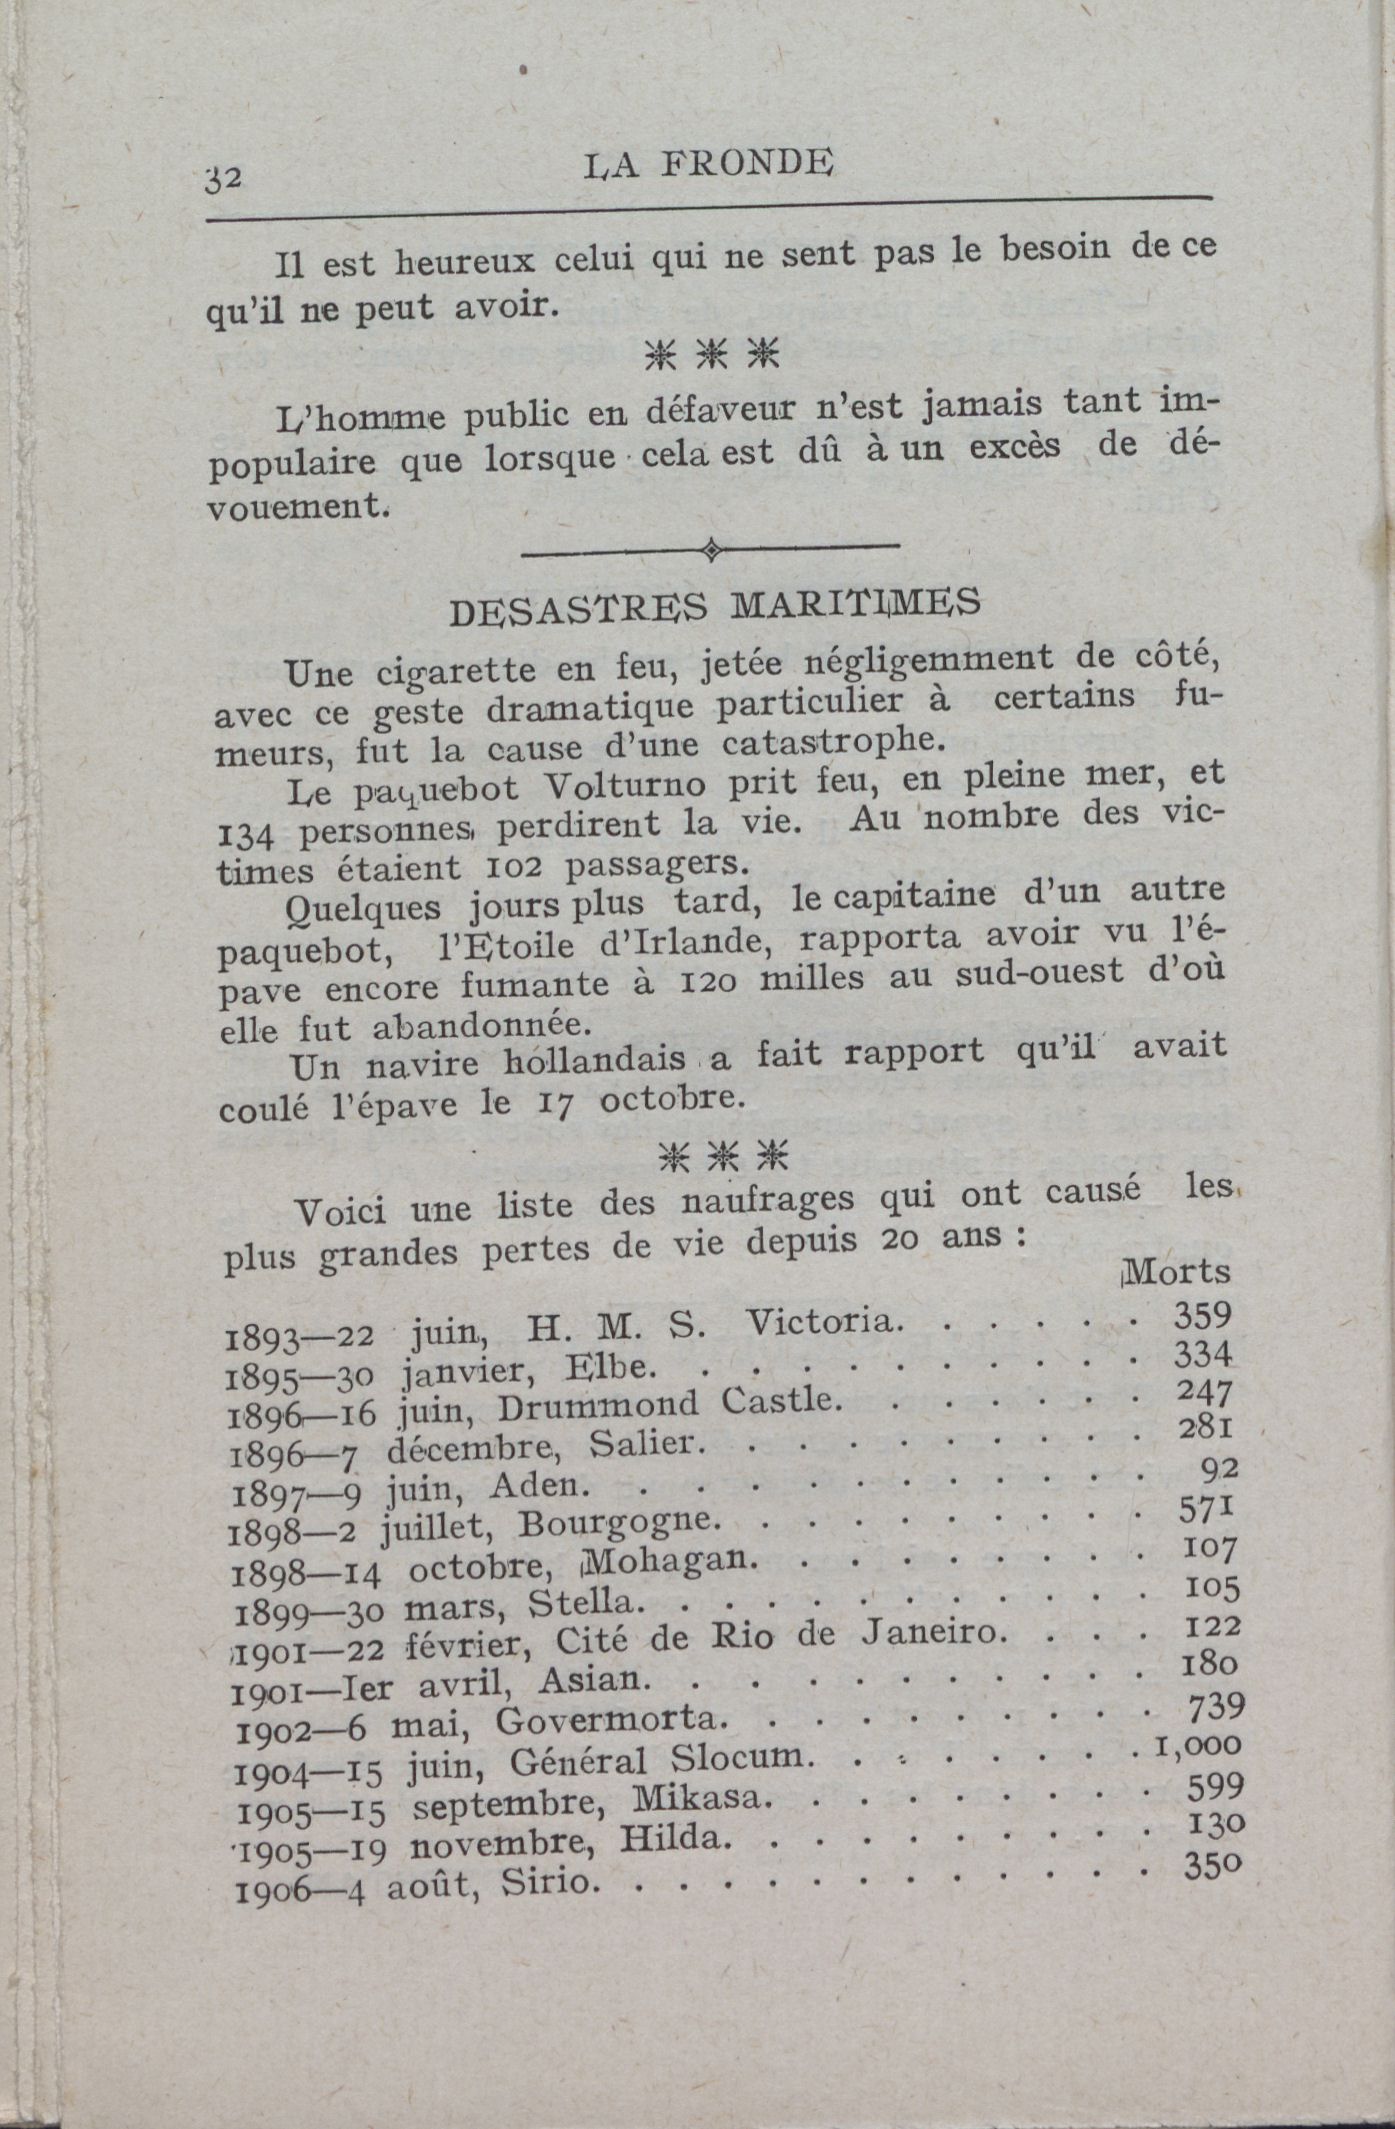 32
LA FRONDE
Il est heureux celui qui ne sent pas le besoin de ce
qu'il ne peut avoir.
* * *
L'homme public en défaveur n'est jamais tant im-
populaire que lorsque cela est dû à un excès de dé-
vouement.
DESASTRES MARITIMES
Une cigarette en feu, jetée négligemment de côté,
avec ce geste dramatique particulier à certains fu-
meurs, fut la cause d'une catastrophe.
Le paquebot Volturno prit feu, en pleine mer, et
134 personnes perdirent la vie. Au nombre des vic-
times étaient 102 passagers.
Quelques jours plus tard, le capitaine d'un autre
paquebot, l'Etoile d'Irlande, rapporta avoir vu l'é-
pave encore fumante à 120 milles au sud-ouest d'où
elle fut abandonnée.
Un navire hollandais a fait rapport qu'il avait
coulé l'épave le 17 octobre.
* * *
Voici une liste des naufrages qui ont causé les
plus grandes pertes de vie depuis 20 ans :
Morts
1893—22 juin, H. M. S. Victoria. . . . . . 359
1895—30 janvier, Elbe. . . . . . . . . . . 334
1896—16 juin, Drummond Castle. . . . . . . 247
1896—7 décembre, Salier. . . . . . . . . . 281
1897—9 juin, Aden. . . . . . . . . . . . 92
1898—2 juillet, Bourgogne. . . . . . . . . . 571
1898—14 octobre, Mohagan. . . . . . . . . 107
1899—30 mars, Stella. . . . . . . . . . . . 105
1901—22 février, Cité de Rio de Janeiro. . . . 122
1901—Ier avril, Asian. . . . . . . . . . . 180
1902—6 mai, Govermorta. . . . . . . . . . 739
1904—15 juin, Général Slocum. . . . . . . . 1,000
1905—15 septembre, Mikasa. . . . . . . . . 599
1905—19 novembre, Hilda. . . . . . . . . . 130
1906—4 août, Sirio. . . . . . . . . . . . . 350